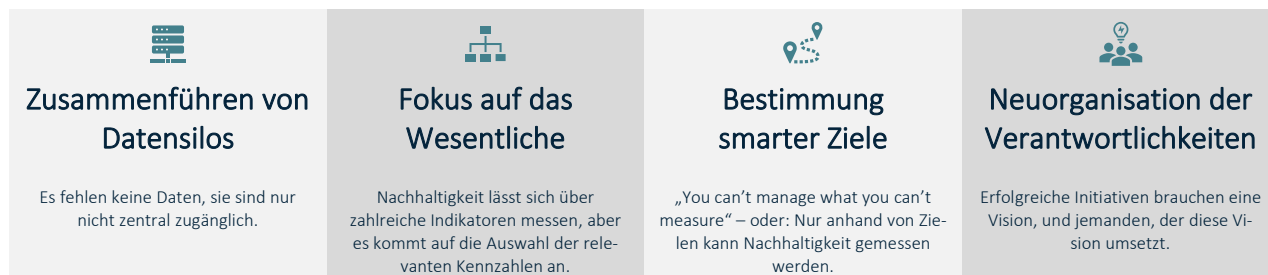 Zusammenführen von
Datensilos
Es fehlen keine Daten, sie sind nur
nicht zentral zugänglich.
Fokus auf das
Wesentliche
Nachhaltigkeit lässt sich über
zahlreiche Indikatoren messen, aber
es kommt auf die Auswahl der rele-
vanten Kennzahlen an.
Bestimmung
smarter Ziele
„You can’t manage what you can’t
measure“ – oder: Nur anhand von Zie-
len kann Nachhaltigkeit gemessen
werden.
Neuorganisation der
Verantwortlichkeiten
Erfolgreiche Initiativen brauchen eine
Vision, und jemanden, der diese Vi-
sion umsetzt.